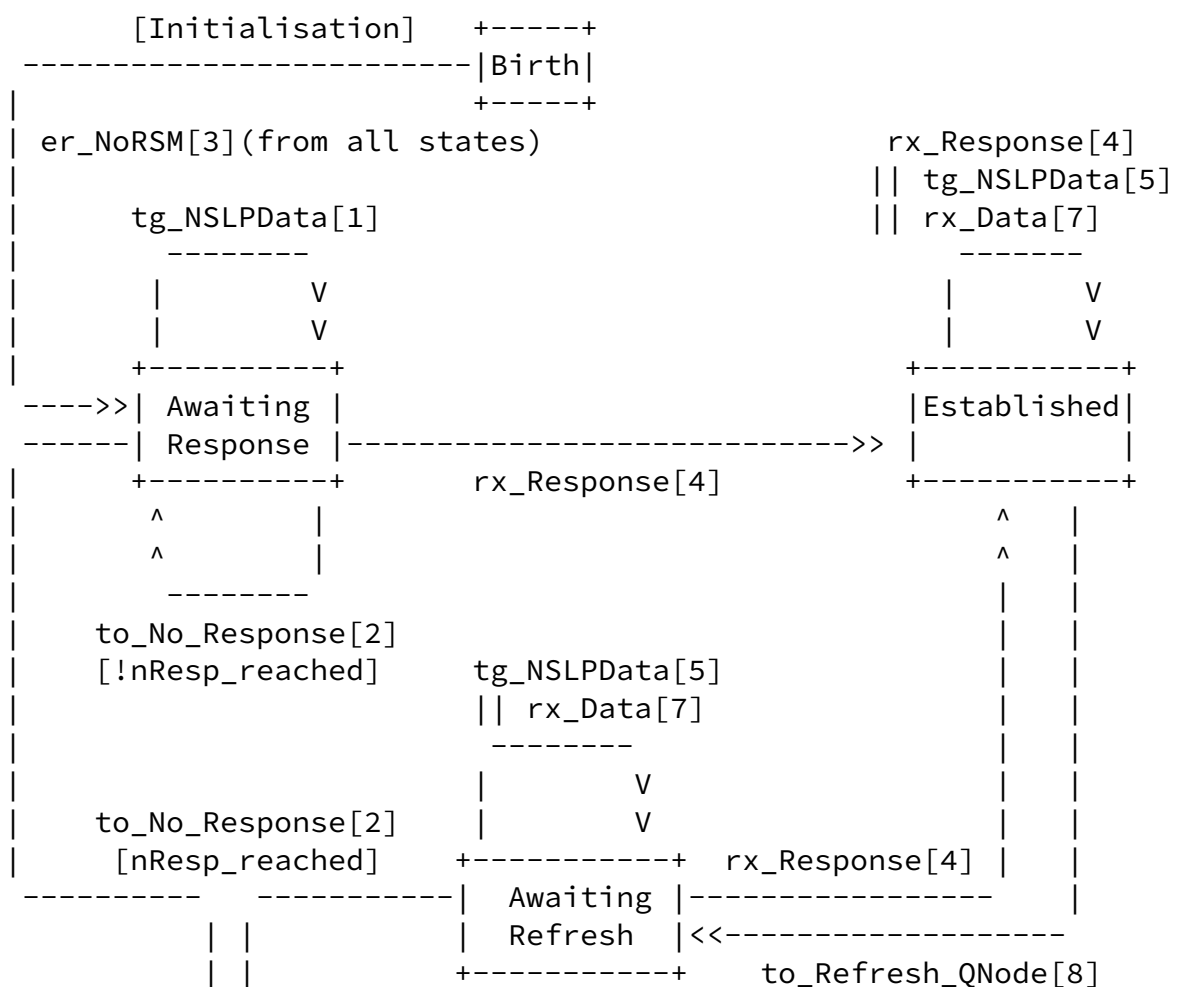 [Initialisation]
Birth
er_NoRSM[3](from all states)
rx_Response[4]
|| tg_NSLPData[5]
tg_NSLPData[1]
|| rx_Data[7]
Awaiting
Established
Response
rx_Response[4]
to_No_Response[2]
[!nResp_reached]
tg_NSLPData[5]
|| rx_Data[7]
to_No_Response[2]
[nResp_reached]
rx_Response[4]
Awaiting
Refresh
to_Refresh_QNode[8]